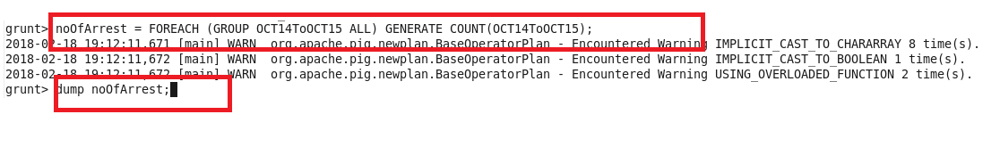 grunt> noOfArrest = FOREACH (GROUP OCT14ToOCT15 ALL) GENERATE COUNT(OCT14ToOCT15);
2018-02-18 19:12:11,671 [main] WARN  org.apache.pig.newplan.BaseOperatorPlan - Encountered Warning IMPLICIT_CAST_TO_CHARARRAY 8 time(s).
2018-02-18 19:12:11,672 [main] WARN  org.apache.pig.newplan.BaseOperatorPlan - Encountered Warning IMPLICIT_CAST_TO_BOOLEAN 1 time(s).
2018-02-18 19:12:11,672 [main] WARN  org.apache.pig.newplan.BaseOperatorPlan - Encountered Warning USING_OVERLOADED_FUNCTION 2 time(s).
grunt> dump noOfArrest;